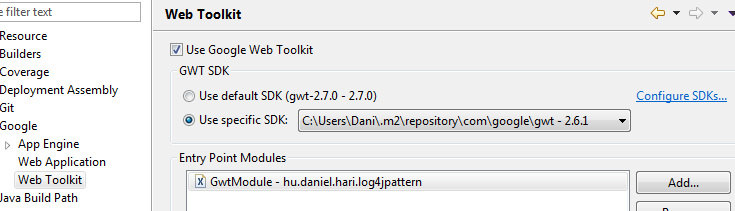 e filter text
Resource
Builders
Coverage
Deployment Assembly
Git
Google
App Engine
Web Application
Web Toolkit
Java Build Path
Web Toolkit
Use Google Web Toolkit
GWT SDK
Use default SDK (gwt-2.7.0 - 2.7.0)
Configure SDKs...
Use specific SDK:
C:\Users\Dani\.m2\repository\com\google\gwt - 2.6.1
Entry Point Modules
GwtModule - hu.daniel.hari.log4jpattern
Add...